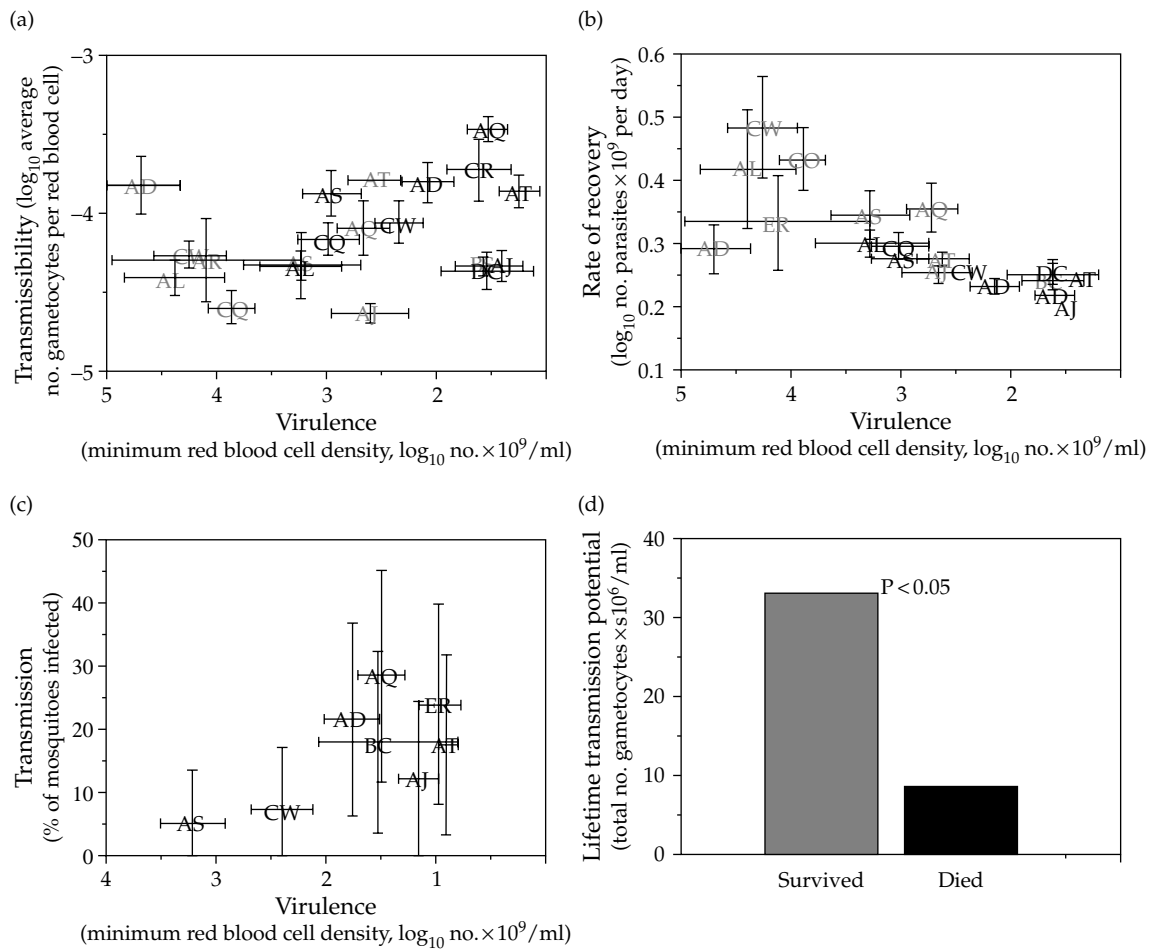 (a)
Transmissibility (log10 average
no. gametocytes per red blood cell)
−3
−4
−5
AD
CW
AR
AL
CQ
AS
AT
AQ
AS
AL
CQ
AJ
AD
CW
AQ
CR
AT
BC
AJ
5
4
3
2
Virulence
(minimum red blood cell density, log10 no.×10^9/ml)
(b)
Rate of recovery
(log10 no. parasites×10^9 per day)
0.6
0.5
0.4
0.3
0.2
0.1
CW
AL
CO
ER
AD
AS
AQ
AL
CQ
AS
AT
AJ
CW
AD
DC
AT
AD
AJ
5
4
3
2
Virulence
(minimum red blood cell density, log10 no.×10^9/ml)
(c)
Transmission
(% of mosquitoes infected)
50
40
30
20
10
0
AQ
ER
AD
BC
AT
AJ
CW
AS
4
3
2
1
Virulence
(minimum red blood cell density, log10 no.×10^9/ml)
(d)
Lifetime transmission potential
(total no. gametocytes×s10^6/ml)
40
30
20
10
0
P<0.05
Survived
Died